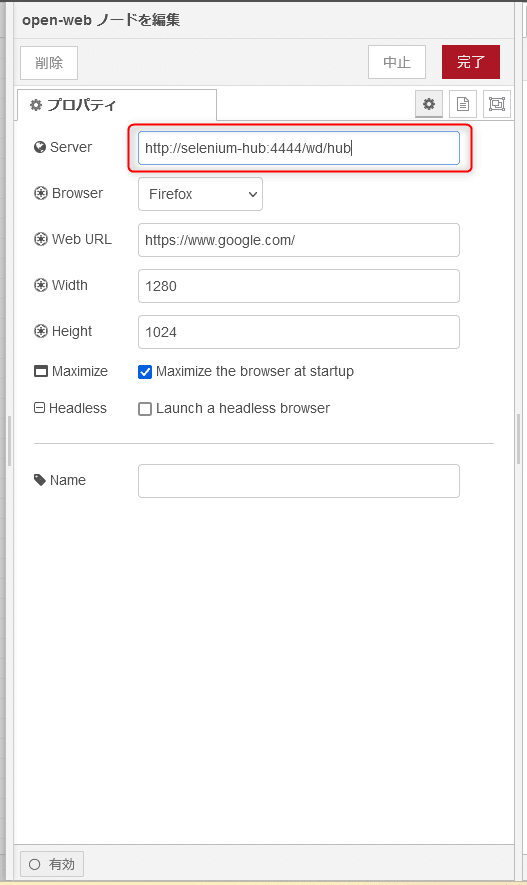 open-web ノードを編集
削除 中止 完了
プロパティ
Server http://selenium-hub:4444/wd/hub
Browser Firefox
Web URL https://www.google.com/
Width 1280
Height 1024
Maximize Maximize the browser at startup
Headless Launch a headless browser
Name
有効